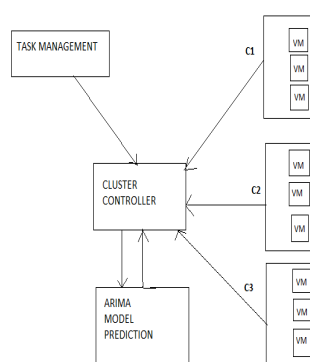 TASK MANAGEMENT
C1
VM
VM
VM
CLUSTER
CONTROLLER
C2
VM
VM
VM
C3
VM
VM
VM
ARIMA
MODEL
PREDICTION